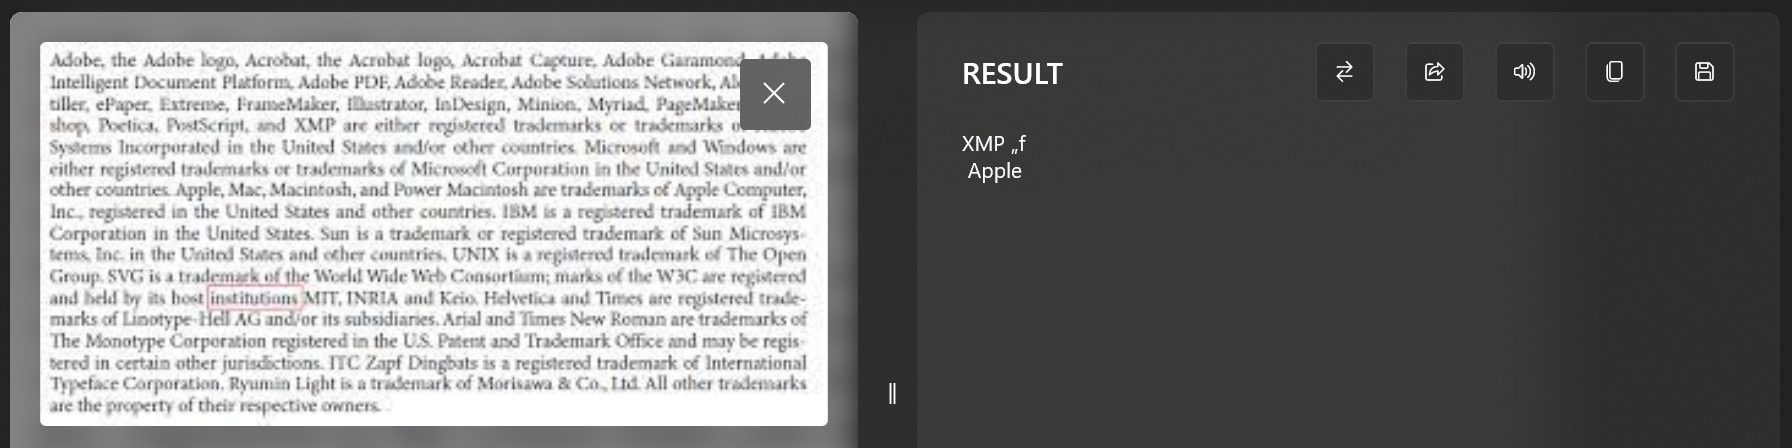 Adobe, the Adobe logo, Acrobat, the Acrobat logo, Acrobat Capture, Adobe Garamond, Adobe
Intelligent Document Platform, Adobe PDF, Adobe Reader, Adobe Solutions Network,
tiller, ePaper, Extreme, FrameMaker, Illustrator, InDesign, Minion, Myriad, PageMaker
shop, Poetica, PostScript, and XMP are either registered trademarks or trademarks
Systems Incorporated in the United States and/or other countries. Microsoft and Windows are
either registered trademarks or trademarks of Microsoft Corporation in the United States and/or
other countries. Apple, Mac, Macintosh, and Power Macintosh are trademarks of Apple Computer,
Inc., registered in the United States and other countries. IBM is a registered trademark of IBM
Corporation in the United States. Sun is a trademark or registered trademark of Sun Microsys-
tems, Inc. in the United States and other countries. UNIX is a registered trademark of The Open
Group. SVG is a trademark of the World Wide Web Consortium; marks of the W3C are registered
and held by its host institutions MIT, INRIA and Keio. Helvetica and Times are registered trade-
marks of Linotype-Hell AG and/or its subsidiaries. Arial and Times New Roman are trademarks of
The Monotype Corporation registered in the U.S. Patent and Trademark Office and may be regis-
tered in certain other jurisdictions. ITC Zapf Dingbats is a registered trademark of International
Typeface Corporation. Ryumin Light is a trademark of Morisawa & Co., Ltd. All other trademarks
are the property of their respective owners.
RESULT
XMP „f
Apple